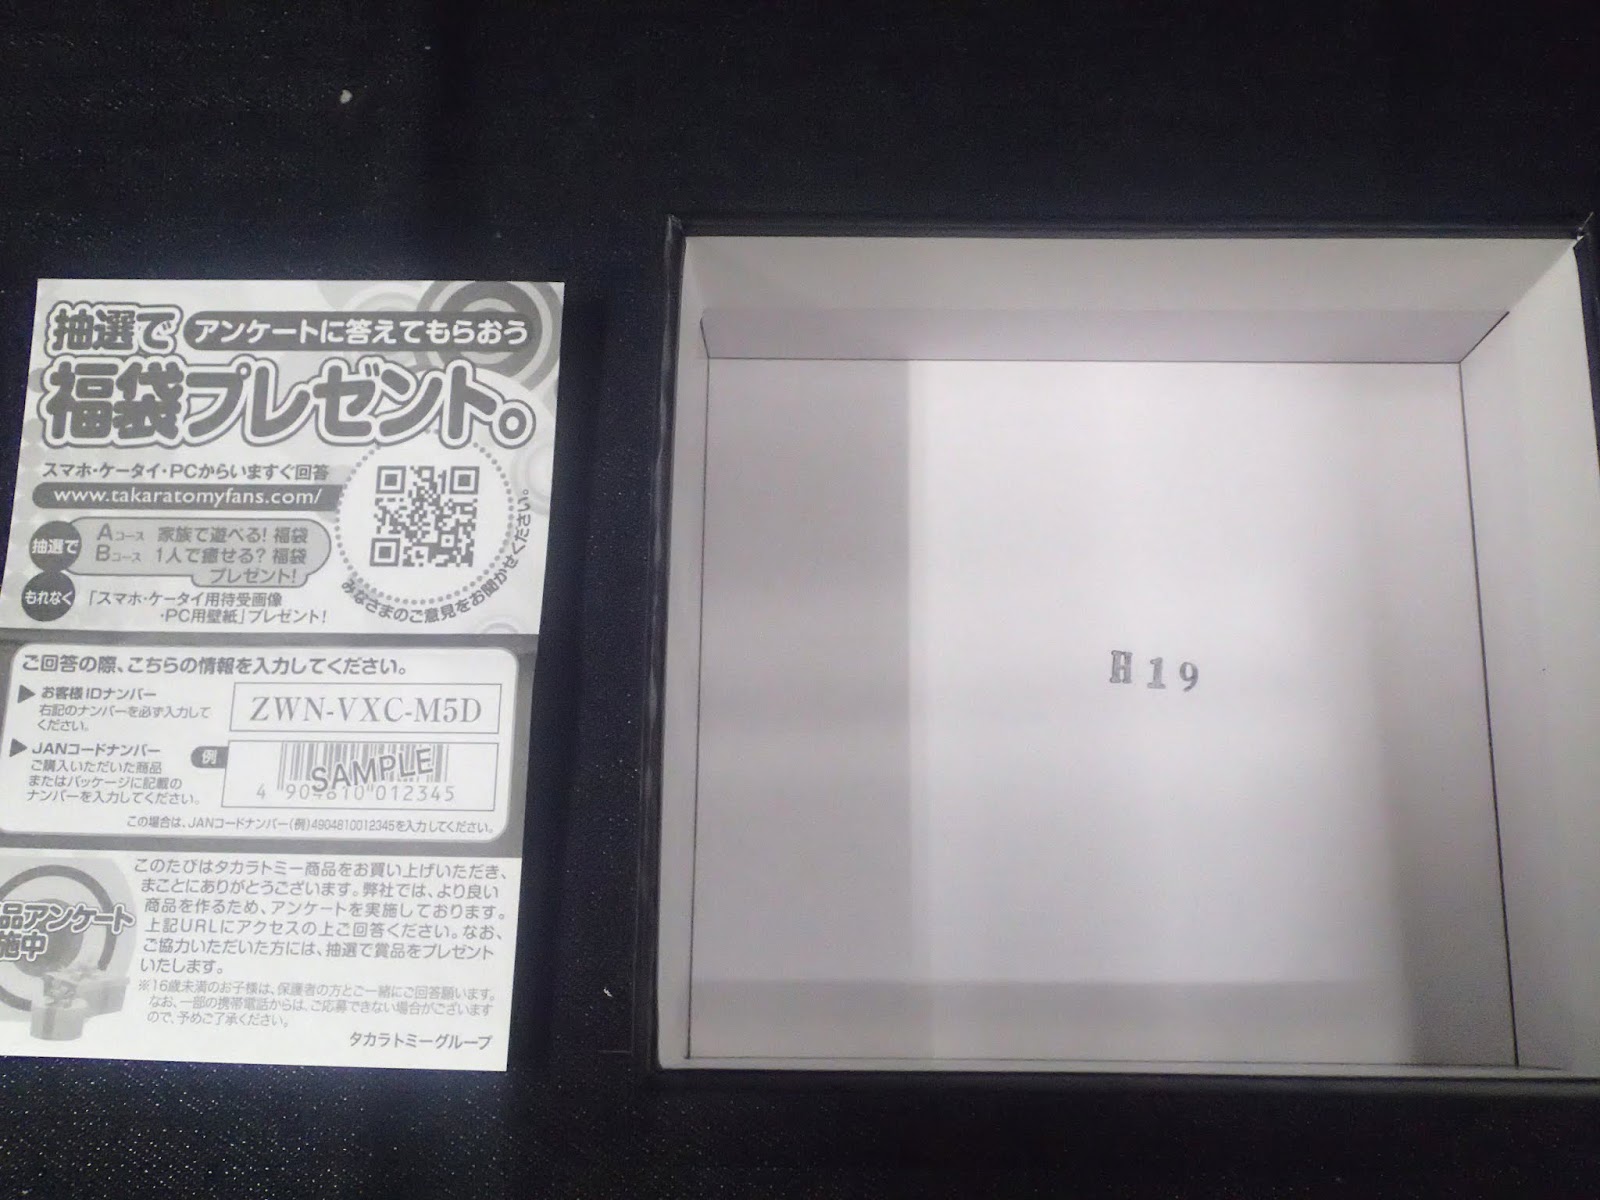 抽選で アンケートに答えてもらおう
福袋プレゼント。
スマホ・ケータイ・PCからいますぐ回答
www.takaratomyfans.com/
抽選で
Aコース 家族で遊べる! 福袋
Bコース 1人で癒せる? 福袋
プレゼント!
もれなく
「スマホ・ケータイ用待受画像
・PC用壁紙」プレゼント!
みなさまのご意見をお聞かせください。
ご回答の際、こちらの情報を入力してください。
▶ お客様IDナンバー
右記のナンバーを必ず入力して
ください。
ZWN-VXC-M5D
▶ JANコードナンバー
ご購入いただいた商品
またはパッケージに記載の
ナンバーを入力してください。
例
SAMPLE
4 904810 012345
この場合は、JANコードナンバー(例)4904810012345を入力してください。
品アンケート
施中
このたびはタカラトミー商品をお買い上げいただき、
まことにありがとうございます。弊社では、より良い
商品を作るため、アンケートを実施しております。
上記URLにアクセスの上ご回答ください。なお、
ご協力いただいた方には、抽選で賞品をプレゼント
いたします。
※16歳未満のお子様は、保護者の方とご一緒にご回答願います。
なお、一部の携帯電話からは、ご応募できない場合がございます
ので、予めご了承ください。
タカラトミーグループ
H19